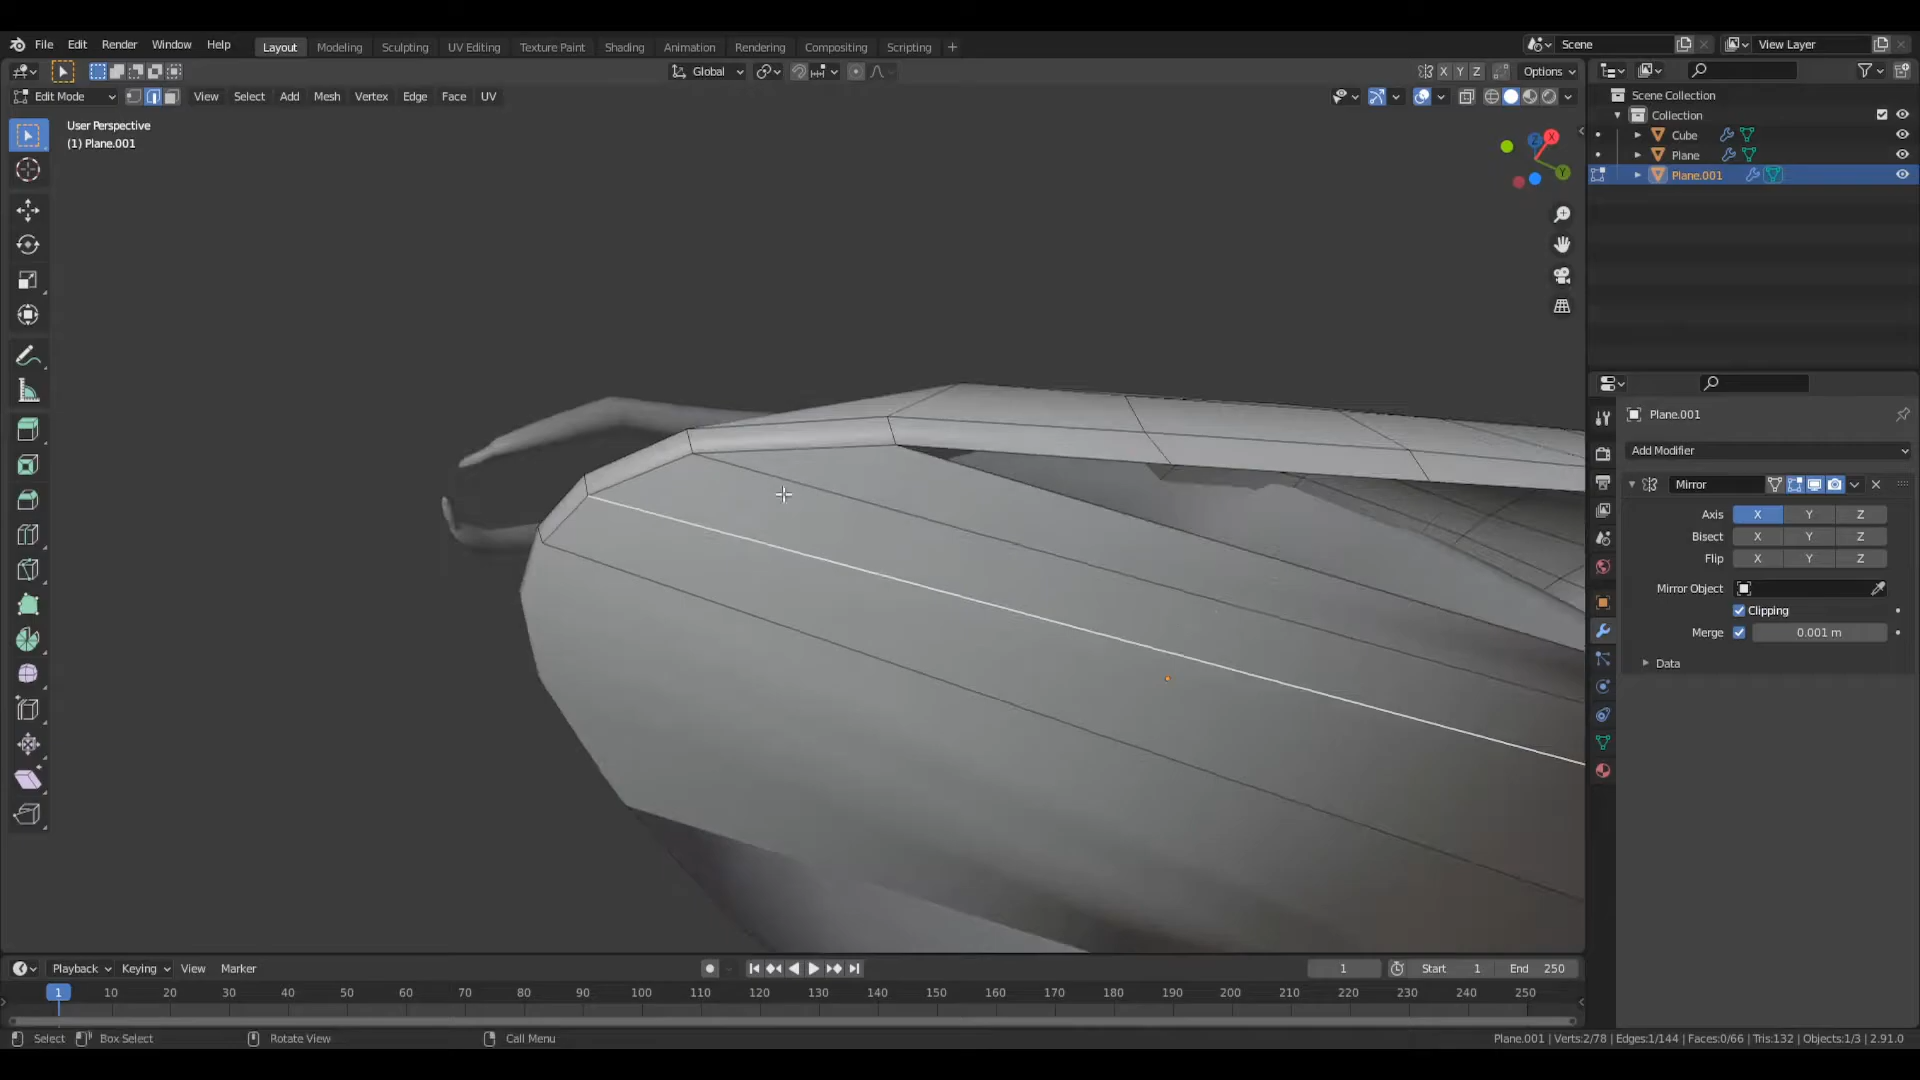 File Edit Render Window Help Layout Modeling Sculpting UV Editing Texture Paint Shading Animation Rendering Compositing Scripting + Scene View Layer
Global X Y Z Options
Edit Mode View Select Add Mesh Vertex Edge Face UV
User Perspective
(1) Plane.001
X
Y
Z
Scene Collection
Collection
Cube
Plane
Plane.001
Plane.001
Add Modifier
Mirror
Axis X Y Z
Bisect X Y Z
Flip X Y Z
Mirror Object
Clipping
Merge 0.001 m
Data
Playback Keying View Marker 1 Start 1 End 250
1 10 20 30 40 50 60 70 80 90 100 110 120 130 140 150 160 170 180 190 200 210 220 230 240 250
Select Box Select Rotate View Call Menu Plane.001 | Verts:2/78 | Edges:1/144 | Faces:0/66 | Tris:132 | Objects:1/3 | 2.91.0